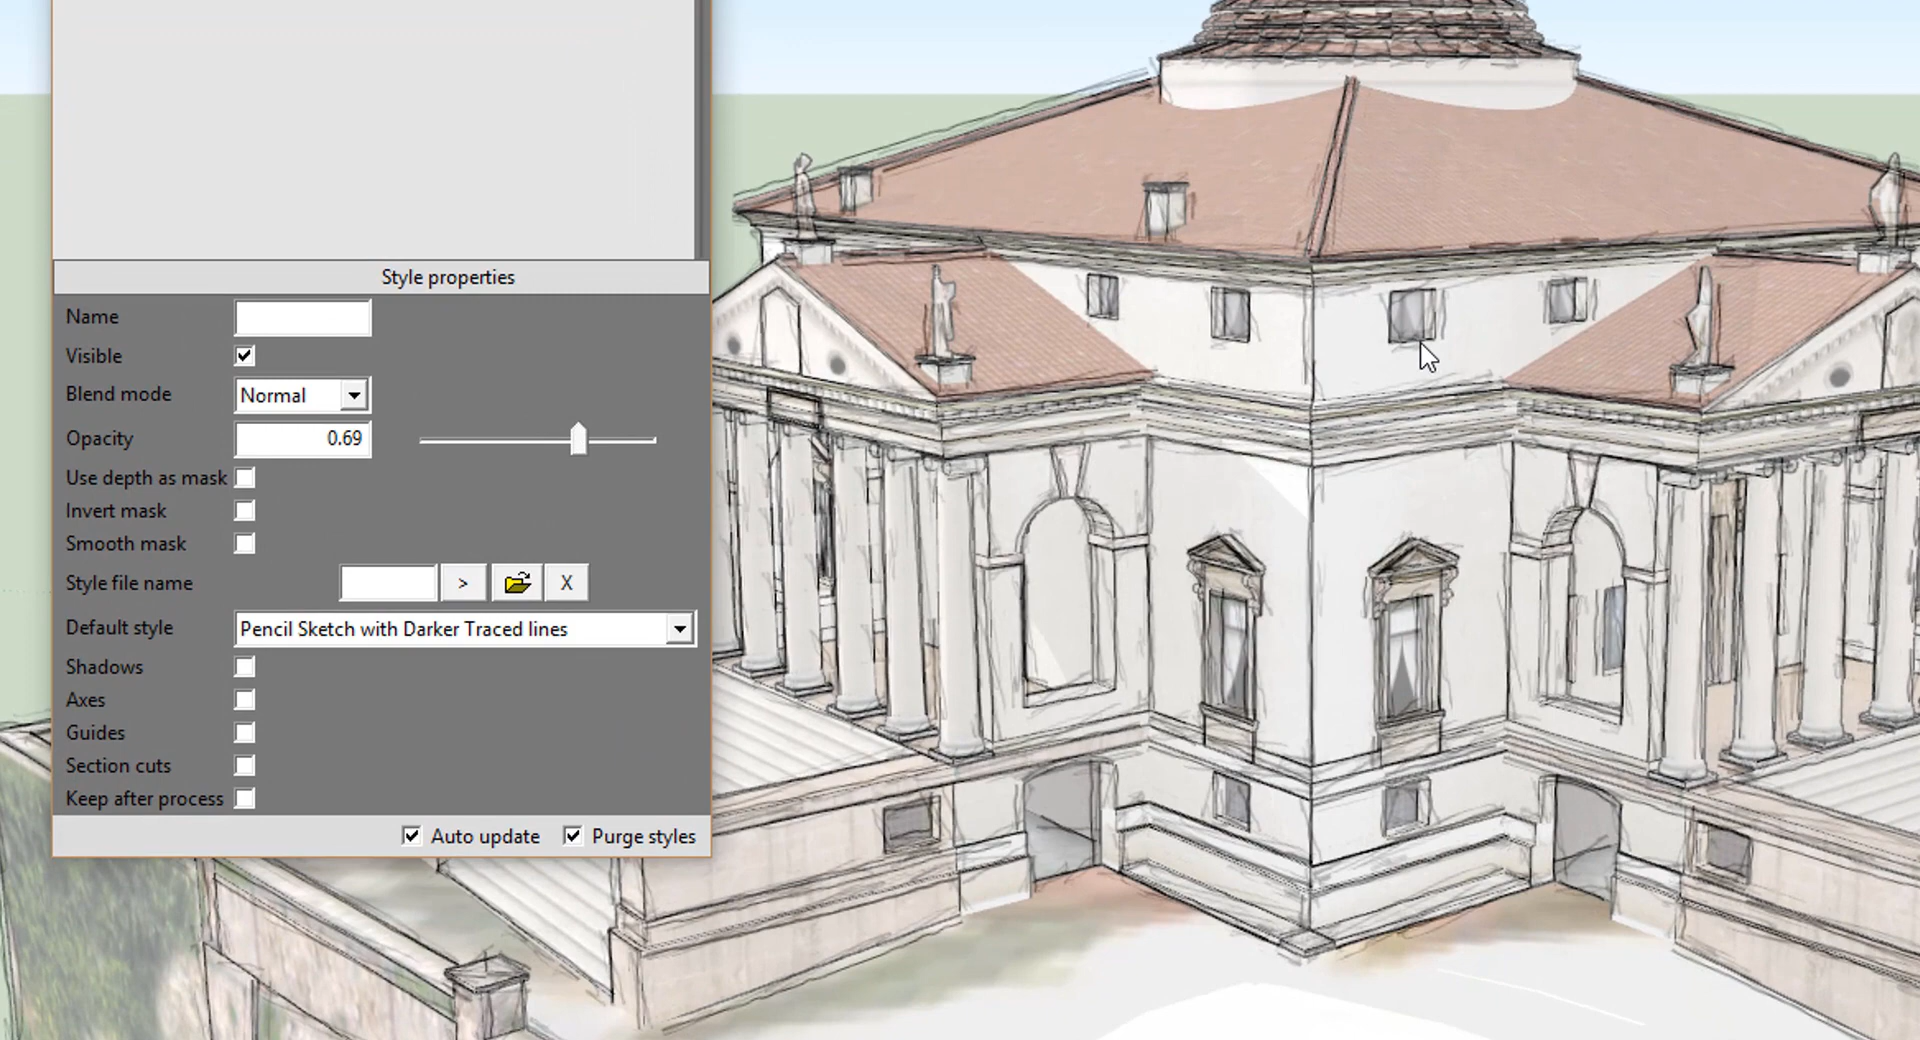 Style properties
Name
Visible
Blend mode Normal
Opacity 0.69
Use depth as mask
Invert mask
Smooth mask
Style file name > X
Default style Pencil Sketch with Darker Traced lines
Shadows
Axes
Guides
Section cuts
Keep after process
Auto update Purge styles